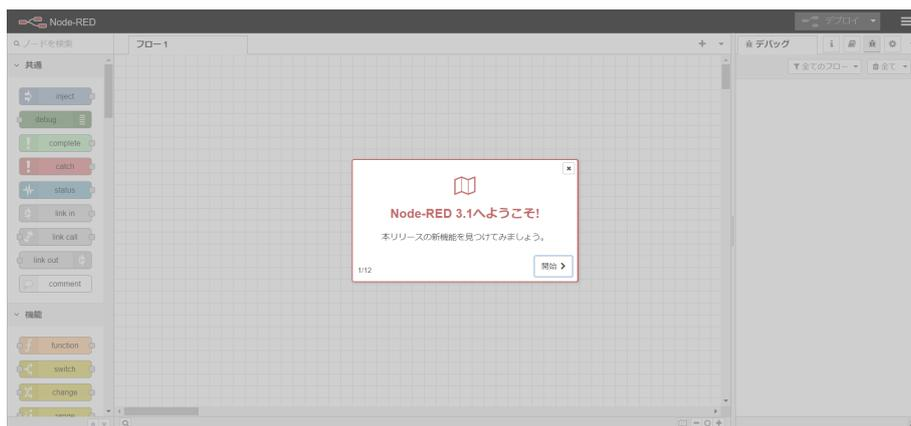 Node-RED
デプロイ
ノードを検索
フロー 1
デバッグ
全てのフロー
全て
共通
inject
debug
complete
catch
status
link in
link call
link out
comment
機能
function
switch
change
range
Node-RED 3.1へようこそ!
本リリースの新機能を見つけてみましょう。
1/12
開始